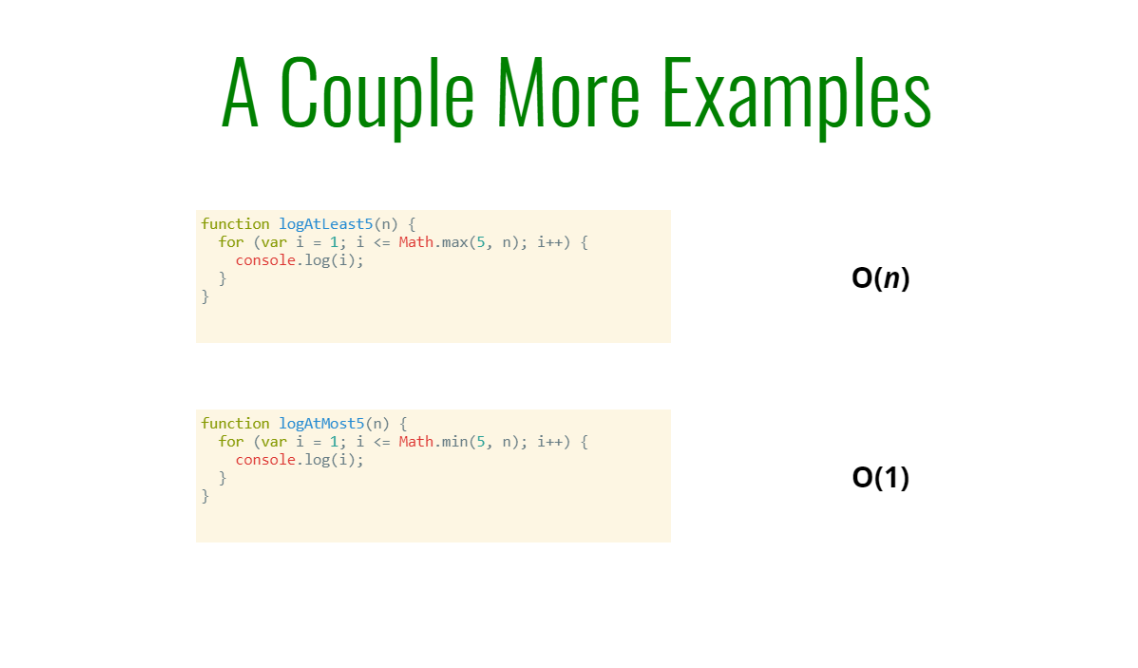 A Couple More Examples
function logAtLeast5(n) {
  for (var i = 1; i <= Math.max(5, n); i++) {
    console.log(i);
  }
}
O(n)
function logAtMost5(n) {
  for (var i = 1; i <= Math.min(5, n); i++) {
    console.log(i);
  }
}
O(1)